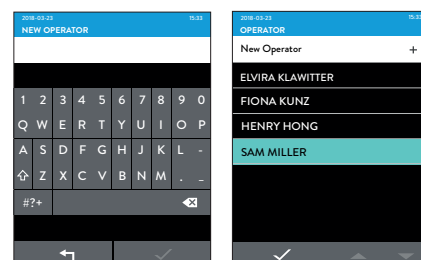 2018-03-23 15:33
NEW OPERATOR
1 2 3 4 5 6 7 8 9 0
Q W E R T Y U I O P
A S D F G H J K L -
Z X C V B N M . _
#?+
2018-03-23 15:33
OPERATOR
New Operator +
ELVIRA KLAWITTER
FIONA KUNZ
HENRY HONG
SAM MILLER